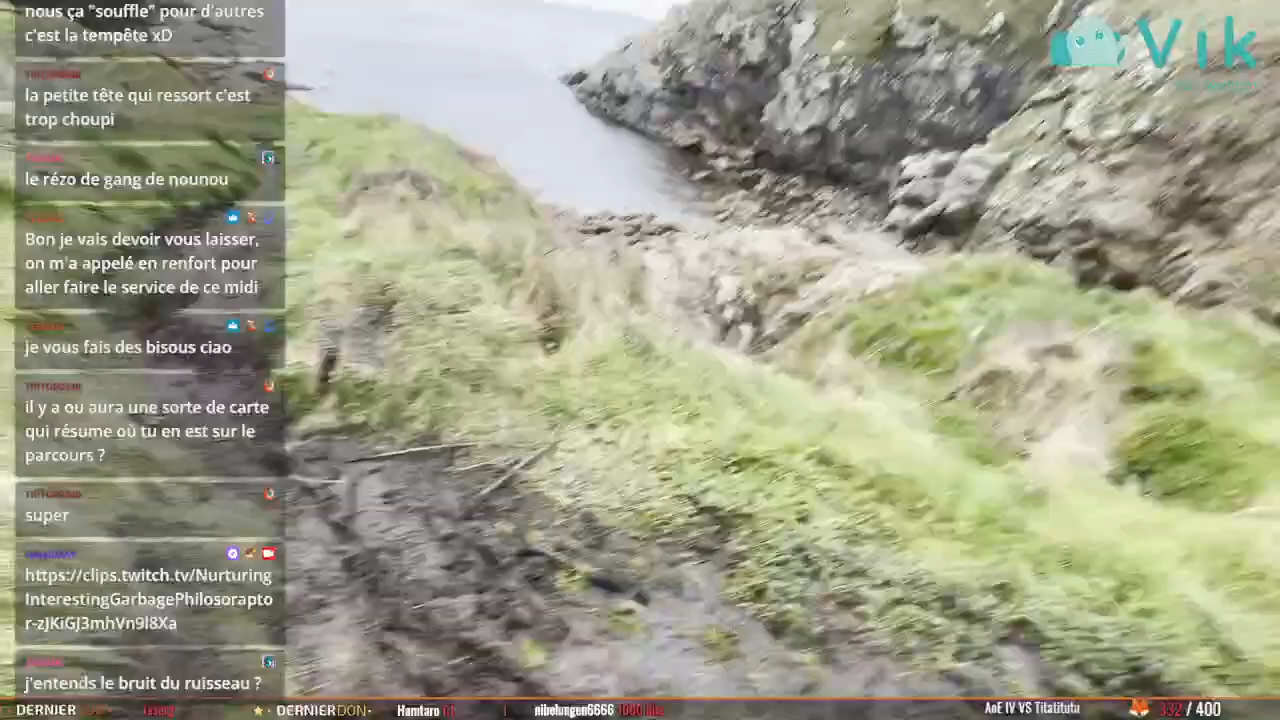 nous ça "souffle" pour d'autres
c'est la tempête xD
la petite tête qui ressort c'est
trop choupi
le rézo de gang de nounou
Bon je vais devoir vous laisser,
on m'a appelé en renfort pour
aller faire le service de ce midi
je vous fais des bisous ciao
il y a ou aura une sorte de carte
qui résume où tu en est sur le
parcours ?
super
https://clips.twitch.tv/Nurturing
InterestingGarbagePhilosorapto
r-zJKiGJ3mhVn9l8Xa
j'entends le bruit du ruisseau ?
Vik
DERNIER
★ - DERNIERDON-
Hamtaro
nibelungen6666
AoE IV VS Titatitutu
332 / 400